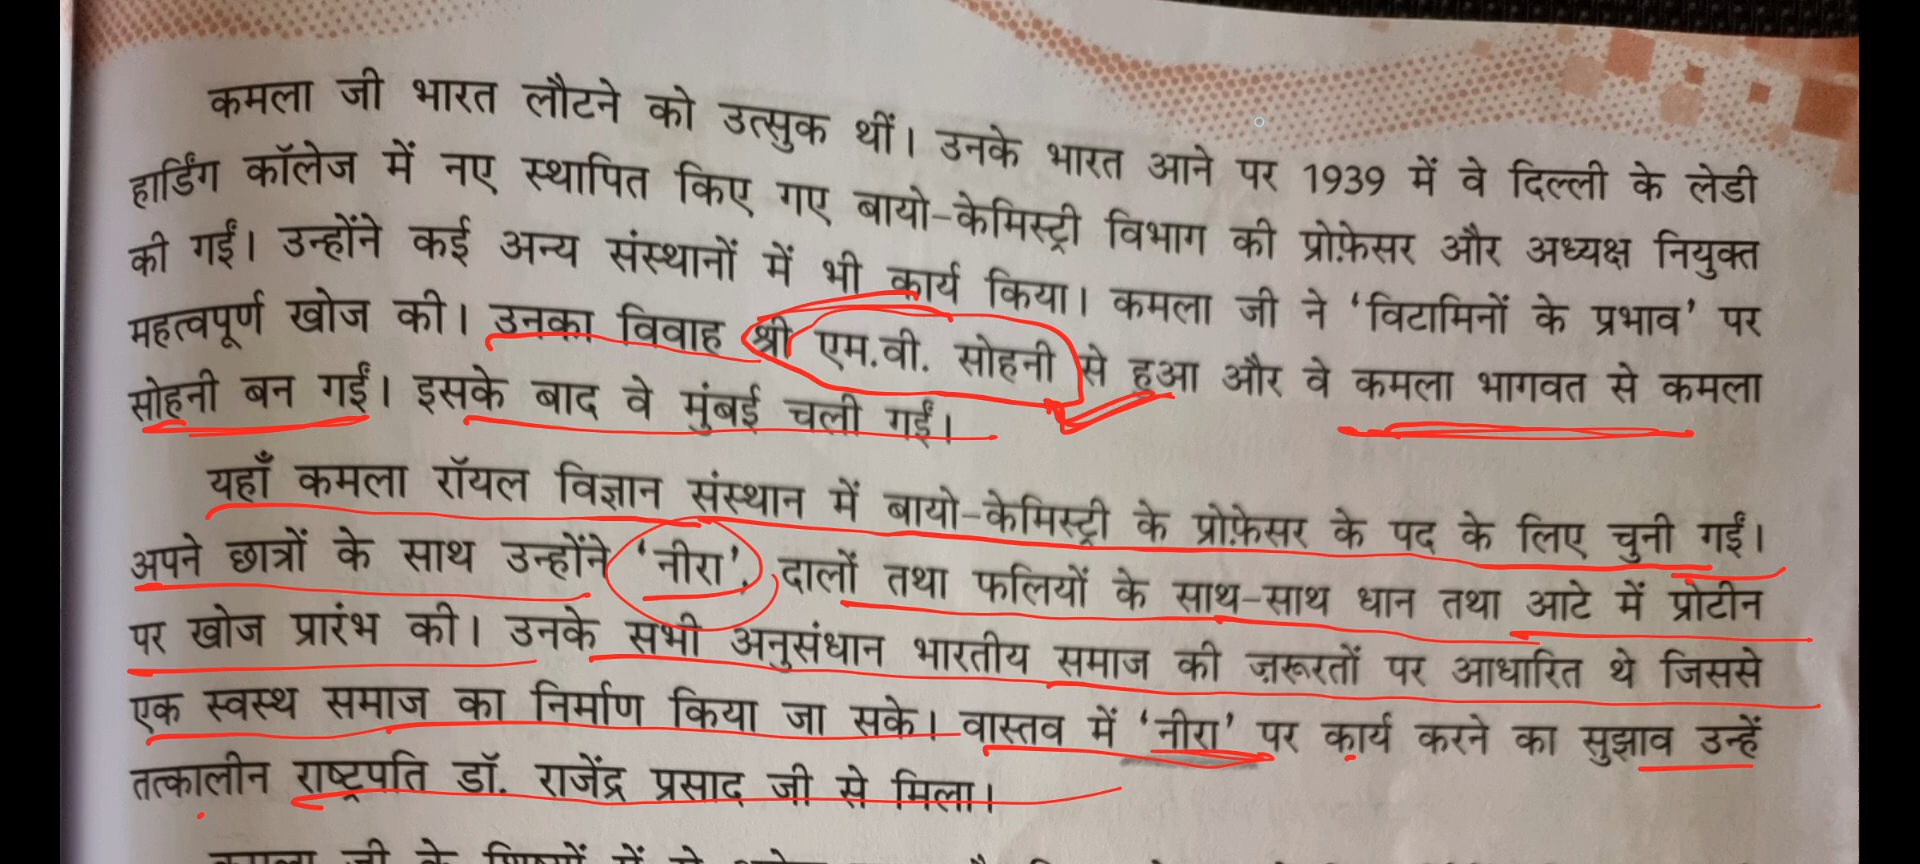 कमला जी भारत लौटने को उत्सुक थीं। उनके भारत आने पर 1939 में वे दिल्ली के लेडी
हार्डिंग कॉलेज में नए स्थापित किए गए बायो-केमिस्ट्री विभाग की प्रोफ़ेसर और अध्यक्ष नियुक्त
की गईं। उन्होंने कई अन्य संस्थानों में भी कार्य किया। कमला जी ने ‘विटामिनों के प्रभाव’ पर
महत्वपूर्ण खोज की। उनका विवाह श्री एम.वी. सोहनी से हुआ और वे कमला भागवत से कमला
सोहनी बन गईं। इसके बाद वे मुंबई चली गईं।
यहाँ कमला रॉयल विज्ञान संस्थान में बायो-केमिस्ट्री के प्रोफ़ेसर के पद के लिए चुनी गईं।
अपने छात्रों के साथ उन्होंने ‘नीरा’, दालों तथा फलियों के साथ-साथ धान तथा आटे में प्रोटीन
पर खोज प्रारंभ की। उनके सभी अनुसंधान भारतीय समाज की ज़रूरतों पर आधारित थे जिससे
एक स्वस्थ समाज का निर्माण किया जा सके। वास्तव में ‘नीरा’ पर कार्य करने का सुझाव उन्हें
तत्कालीन राष्ट्रपति डॉ. राजेंद्र प्रसाद जी से मिला।
कमला जी के शिष्यों में से